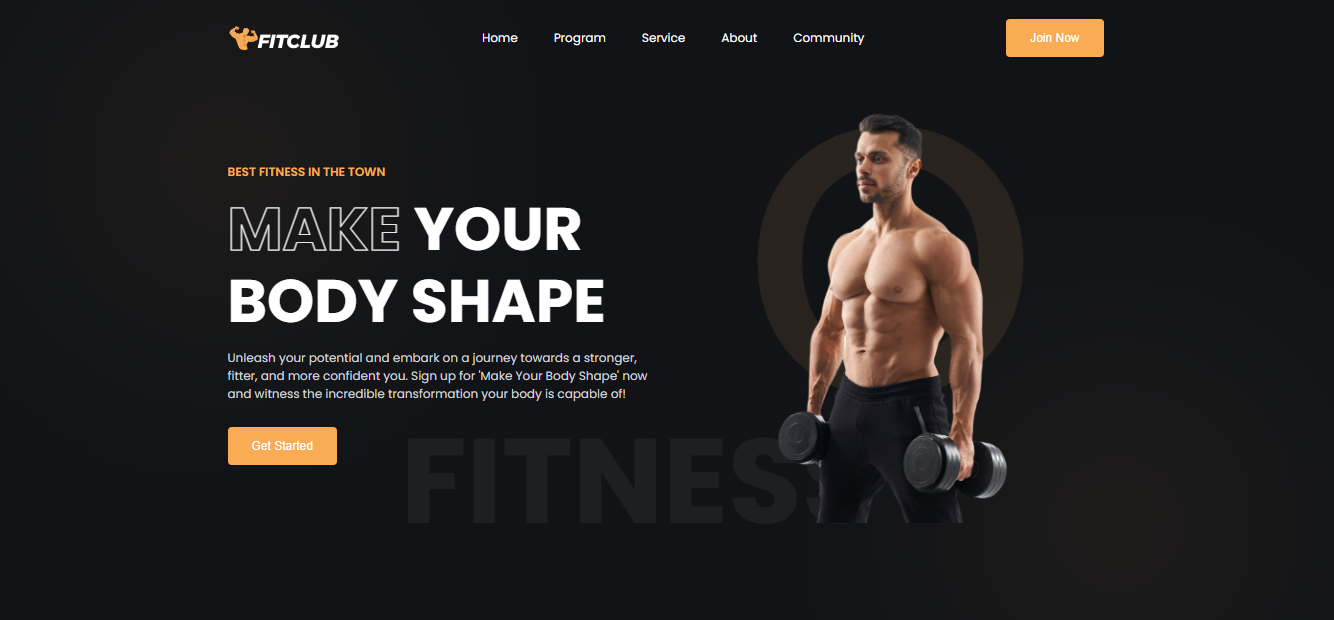 FITCLUB
Home
Program
Service
About
Community
Join Now
BEST FITNESS IN THE TOWN
MAKE YOUR
BODY SHAPE
Unleash your potential and embark on a journey towards a stronger,
fitter, and more confident you. Sign up for 'Make Your Body Shape' now
and witness the incredible transformation your body is capable of!
Get Started
FITNESS